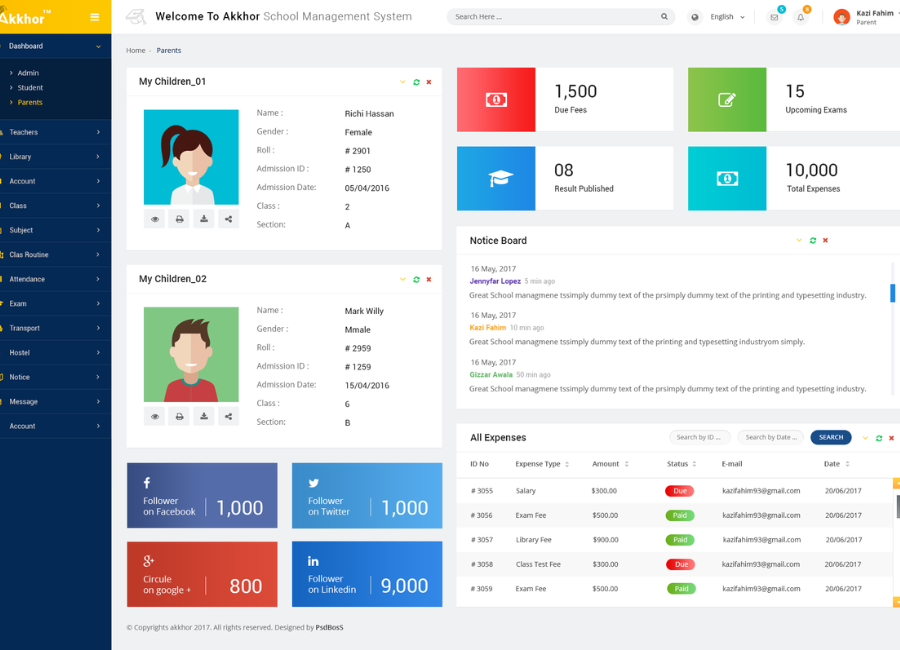 Akkhor™
Welcome To Akkhor School Management System
Search Here ...
English
5
8
Kazi Fahim
Parent
Dashboard
Admin
Student
Parents
Teachers
Library
Account
Class
Subject
Clas Routine
Attendance
Exam
Transport
Hostel
Notice
Message
Account
Home - Parents
My Children_01
Name : Richi Hassan
Gender : Female
Roll : # 2901
Admission ID : # 1250
Admission Date: 05/04/2016
Class : 2
Section: A
My Children_02
Name : Mark Willy
Gender : Mmale
Roll : # 2959
Admission ID : # 1259
Admission Date: 15/04/2016
Class : 6
Section: B
Follower
on Facebook 1,000
Follower
on Twitter 1,000
Circule
on google + 800
Follower
on Linkedin 9,000
1,500
Due Fees
15
Upcoming Exams
08
Result Published
10,000
Total Expenses
Notice Board
16 May, 2017
Jennyfar Lopez 5 min ago
Great School managmene tssimply dummy text of the prsimply dummy text of the printing and typesetting industry.
16 May, 2017
Kazi Fahim 10 min ago
Great School managmene tssimply dummy text of the printing and typesetting industryom simply.
16 May, 2017
Gizzar Awala 50 min ago
Great School managmene tssimply dummy text of the prsimply dummy text of the printing and typesetting industry.
All Expenses
Search by ID ...
Search by Date ...
SEARCH
ID No Expense Type Amount Status E-mail Date
# 3055 Salary $300.00 Due kazifahim93@gmail.com 20/06/2017
# 3056 Exam Fee $500.00 Paid kazifahim93@gmail.com 20/06/2017
# 3057 Library Fee $900.00 Paid kazifahim93@gmail.com 20/06/2017
# 3058 Class Test Fee $300.00 Due kazifahim93@gmail.com 20/06/2017
# 3059 Exam Fee $500.00 Paid kazifahim93@gmail.com 20/06/2017
© Copyrights akkhor 2017. All rights reserved. Designed by PsdBosS